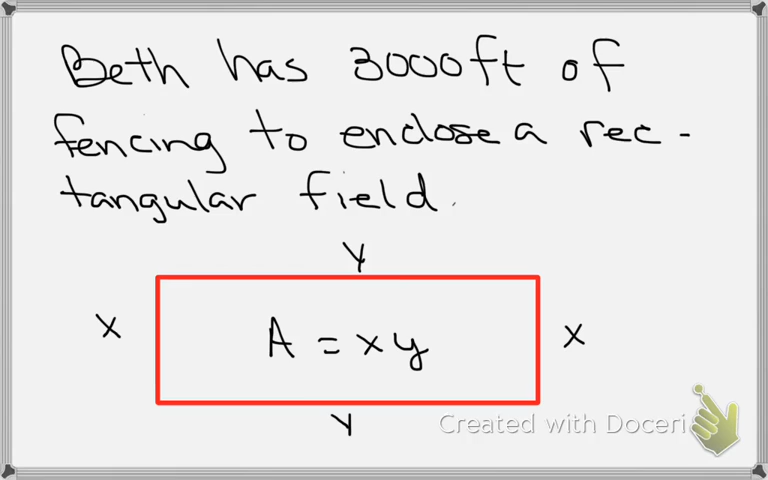 Beth has 3000ft of
fencing to enclose a rec-
tangular field.
y
x A = xy x
y
Created with Doceri